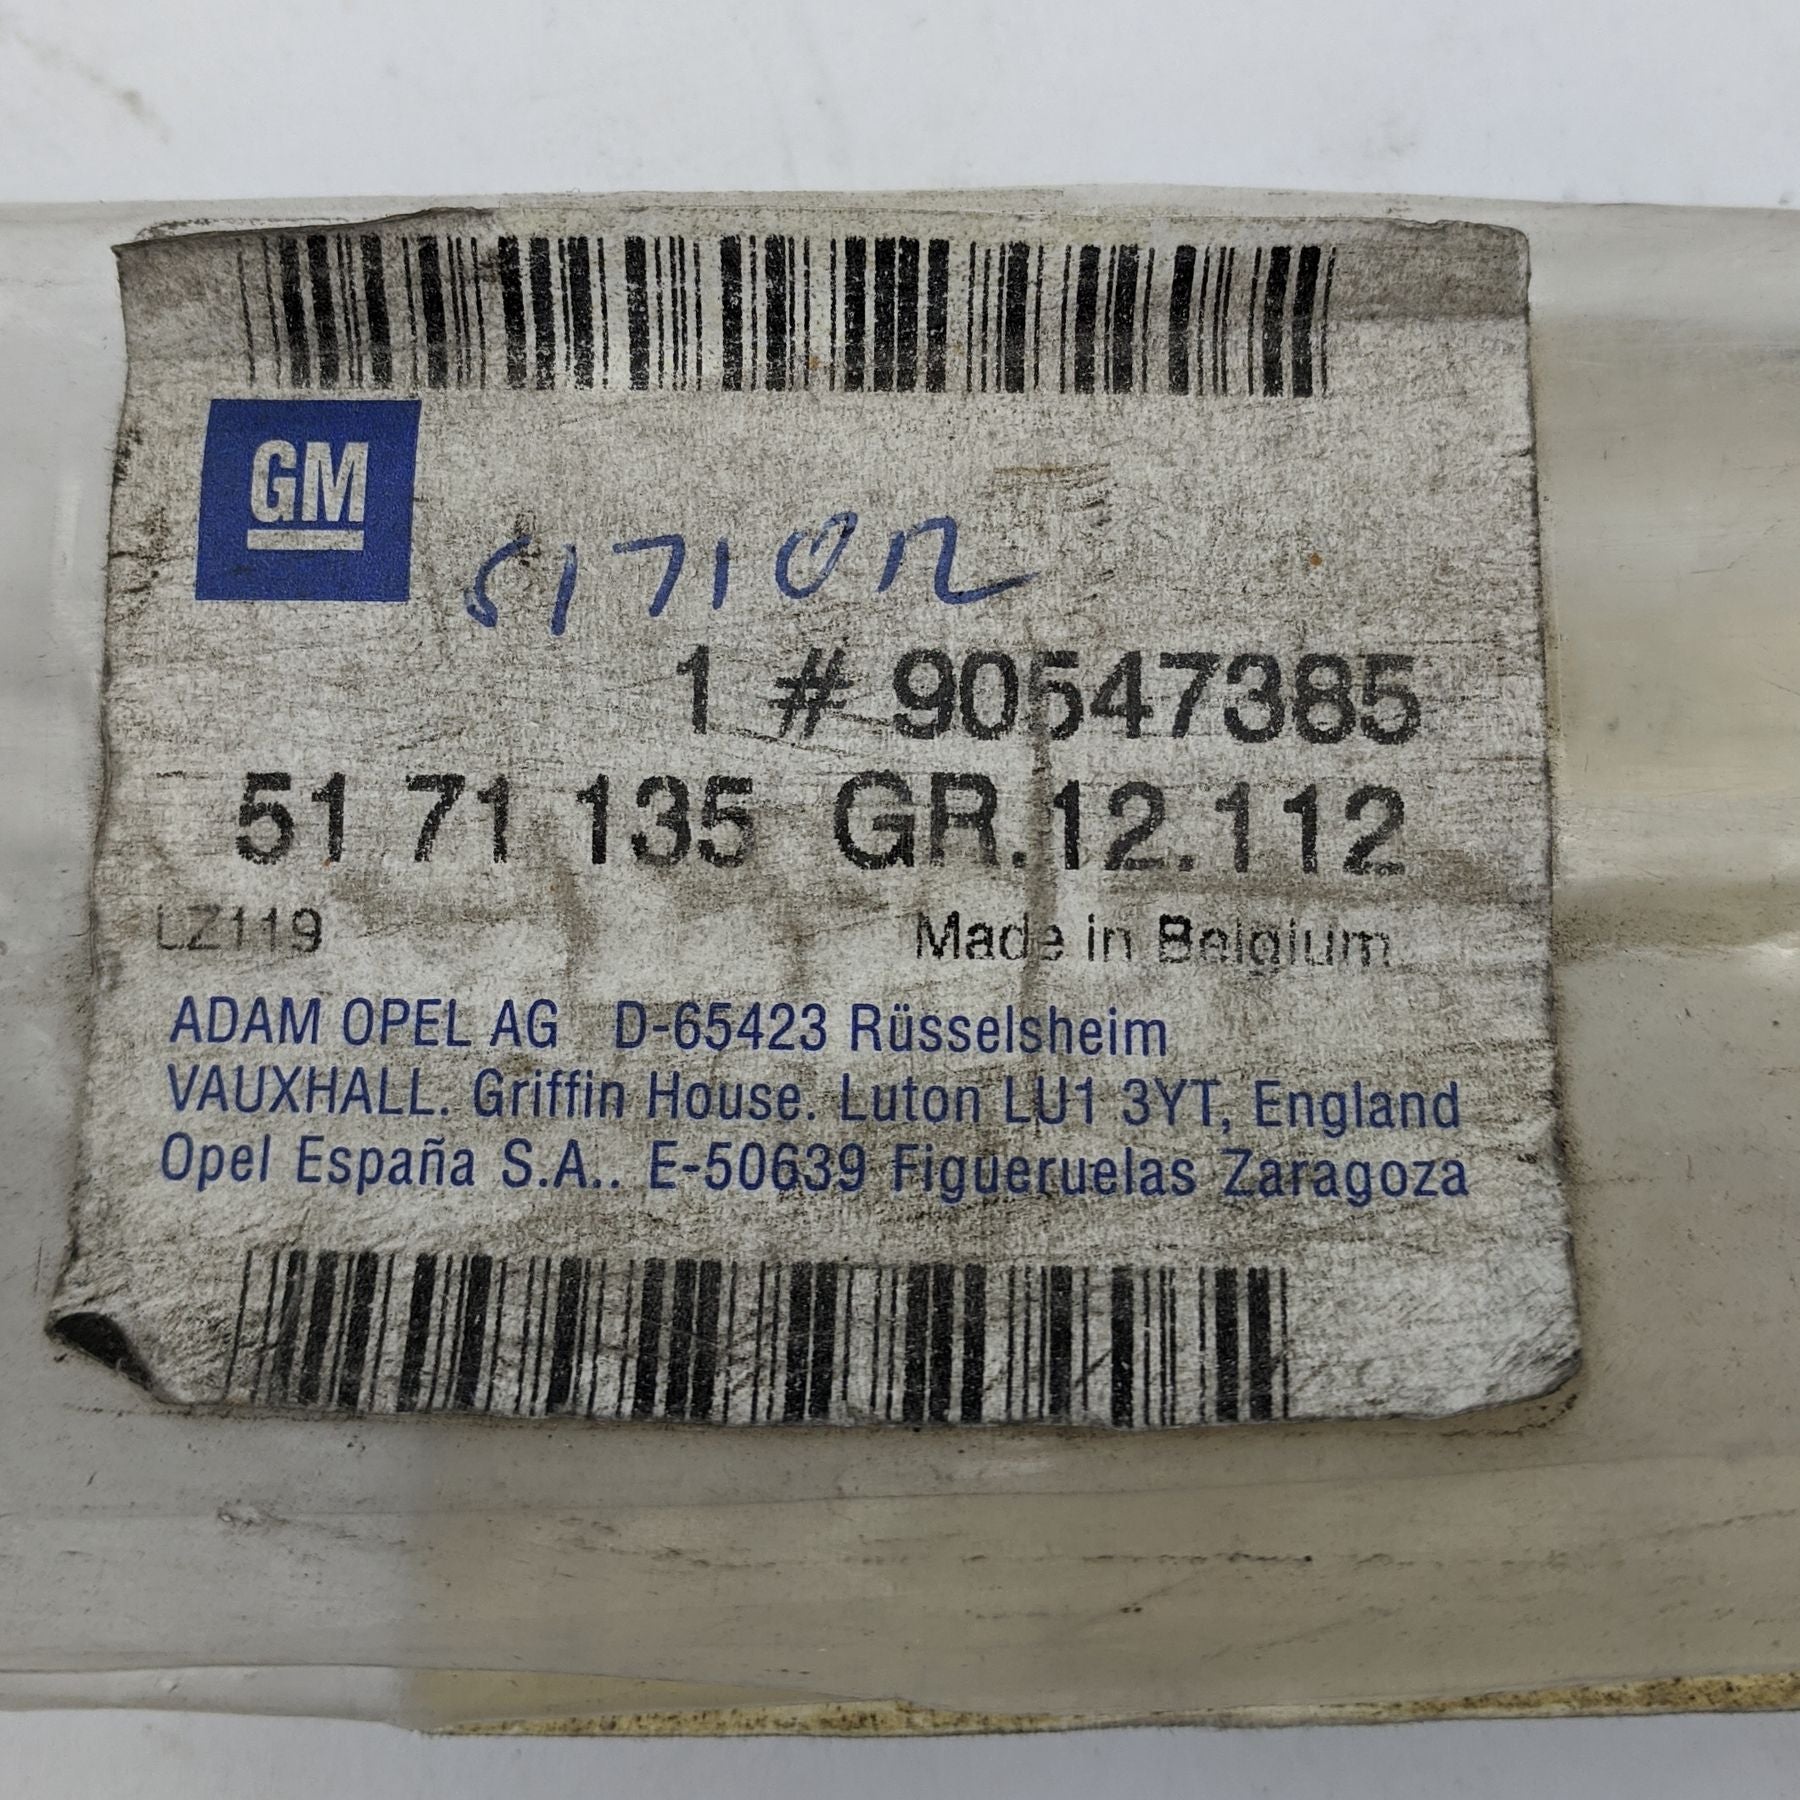 GM
1 # 90547385
51 71 135 GR.12.112
LZ119 Made in Belgium
ADAM OPEL AG D-65423 Rüsselsheim
VAUXHALL. Griffin House. Luton LU1 3YT, England
Opel España S.A.. E-50639 Figueruelas Zaragoza